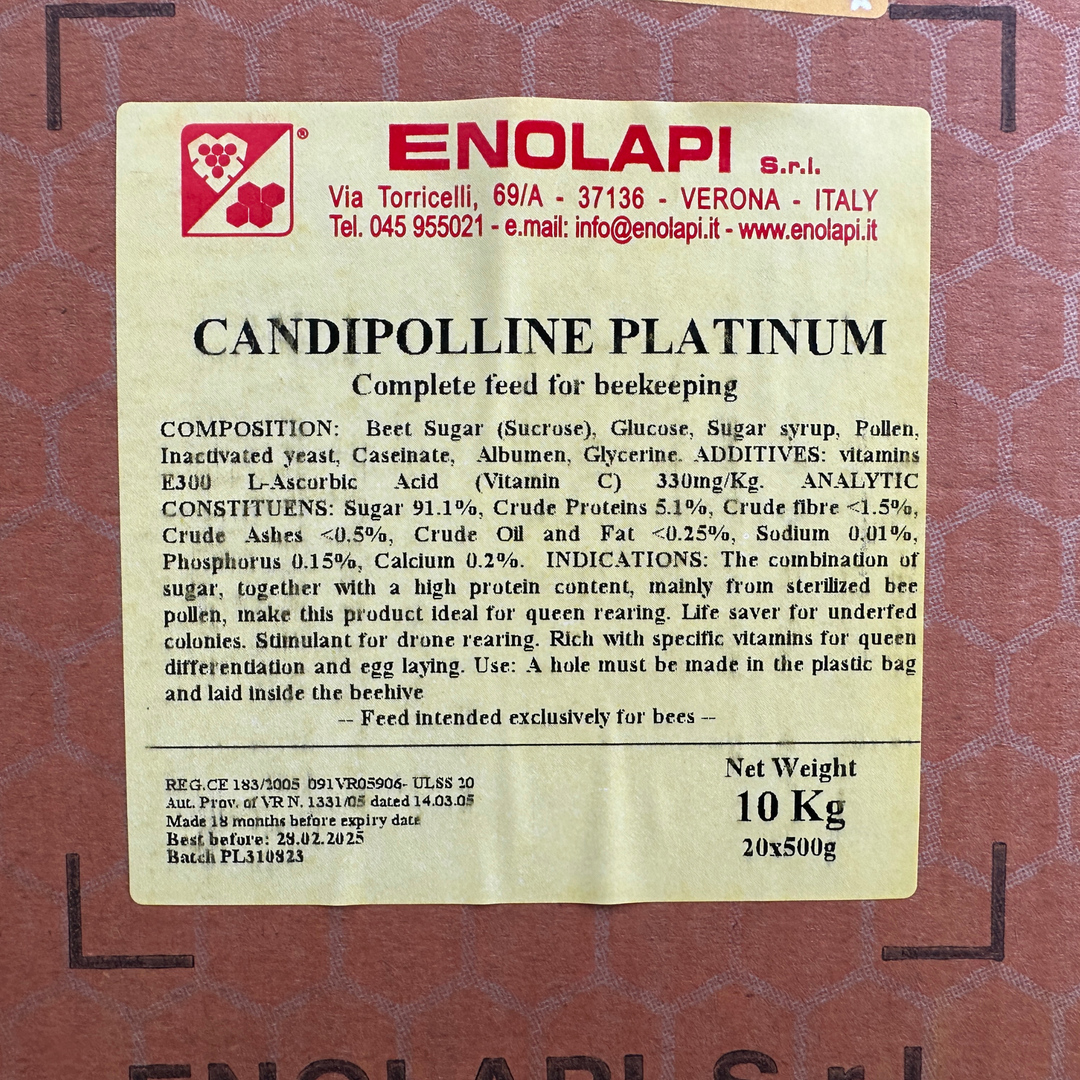 ®
ENOLAPI s.r.l.
Via Torricelli, 69/A - 37136 - VERONA - ITALY
Tel. 045 955021 - e.mail: info@enolapi.it - www.enolapi.it
CANDIPOLLINE PLATINUM
Complete feed for beekeeping
COMPOSITION: Beet Sugar (Sucrose), Glucose, Sugar syrup, Pollen,
Inactivated yeast, Caseinate, Albumen, Glycerine. ADDITIVES: vitamins
E300 L-Ascorbic Acid (Vitamin C) 330mg/Kg. ANALYTIC
CONSTITUENS: Sugar 91.1%, Crude Proteins 5.1%, Crude fibre <1.5%,
Crude Ashes <0.5%, Crude Oil and Fat <0.25%, Sodium 0.01%,
Phosphorus 0.15%, Calcium 0.2%. INDICATIONS: The combination of
sugar, together with a high protein content, mainly from sterilized bee
pollen, make this product ideal for queen rearing. Life saver for underfed
colonies. Stimulant for drone rearing. Rich with specific vitamins for queen
differentiation and egg laying. Use: A hole must be made in the plastic bag
and laid inside the beehive
-- Feed intended exclusively for bees --
REG.CE 183/2005 091VR05906- ULSS 20
Aut. Prov. of VR N. 1331/05 dated 14.03.05
Made 18 months before expiry date
Best before: 28.02.2025
Batch PL310823
Net Weight
10 Kg
20x500g
ENOLAPI S.r.l.